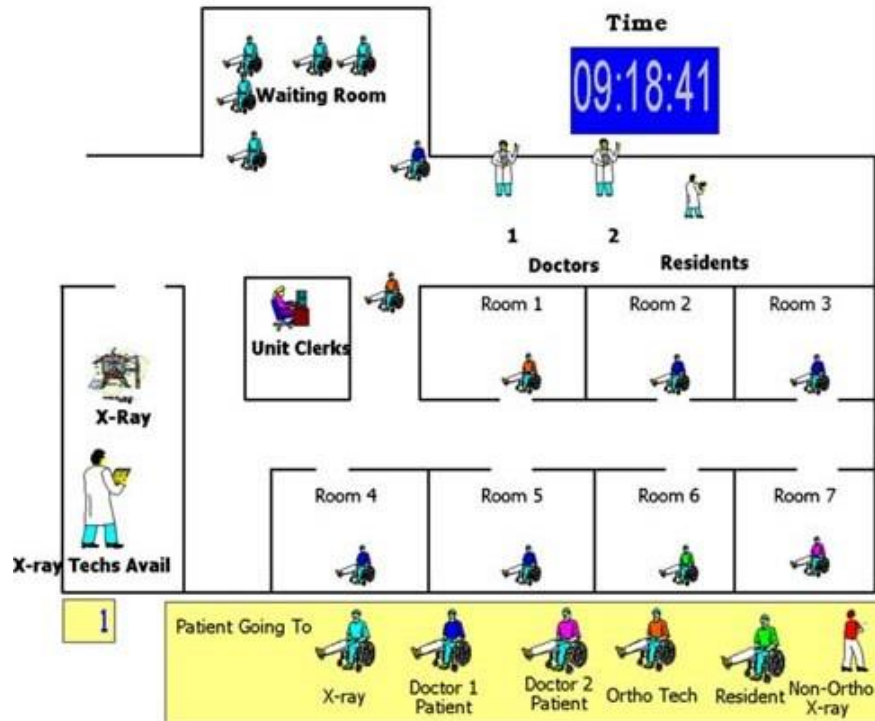 Time
09:18:41
Waiting Room
1
2
Doctors
Residents
Room 1
Room 2
Room 3
Unit Clerks
X-Ray
Room 4
Room 5
Room 6
Room 7
X-ray Techs Avail
1
Patient Going To
X-ray
Doctor 1
Patient
Doctor 2
Patient
Ortho Tech
Resident
Non-Ortho
X-ray